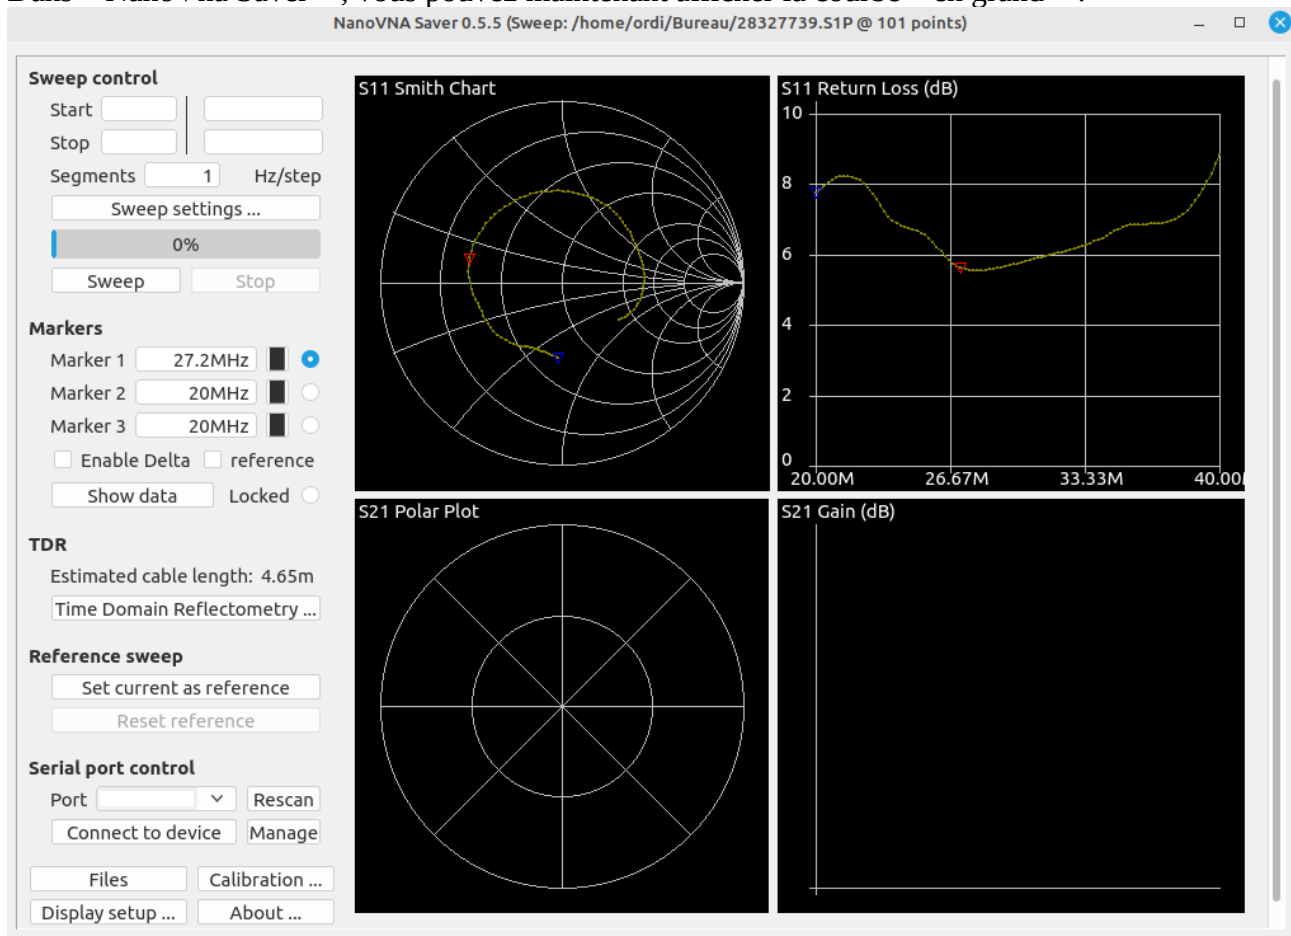 NanoVNA Saver 0.5.5 (Sweep: /home/ordi/Bureau/28327739.S1P @ 101 points)
Sweep control
Start
Stop
Segments 1 Hz/step
Sweep settings ...
0%
Sweep Stop
Markers
Marker 1 27.2MHz
Marker 2 20MHz
Marker 3 20MHz
Enable Delta reference
Show data Locked
TDR
Estimated cable length: 4.65m
Time Domain Reflectometry ...
Reference sweep
Set current as reference
Reset reference
Serial port control
Port Rescan
Connect to device Manage
Files Calibration ...
Display setup ... About ...
S11 Smith Chart
S11 Return Loss (dB)
10
8
6
4
2
0
20.00M 26.67M 33.33M 40.00
S21 Polar Plot
S21 Gain (dB)